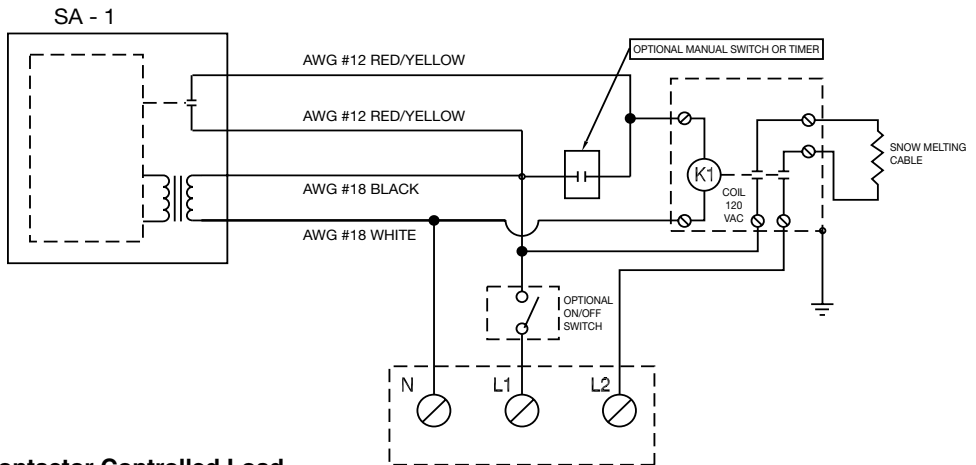 SA - 1
OPTIONAL MANUAL SWITCH OR TIMER
AWG #12 RED/YELLOW
AWG #12 RED/YELLOW
SNOW MELTING
CABLE
K1
AWG #18 BLACK
COIL
120
VAC
AWG #18 WHITE
OPTIONAL
ON/OFF
SWITCH
N
L1
L2
Contactor Controlled Load